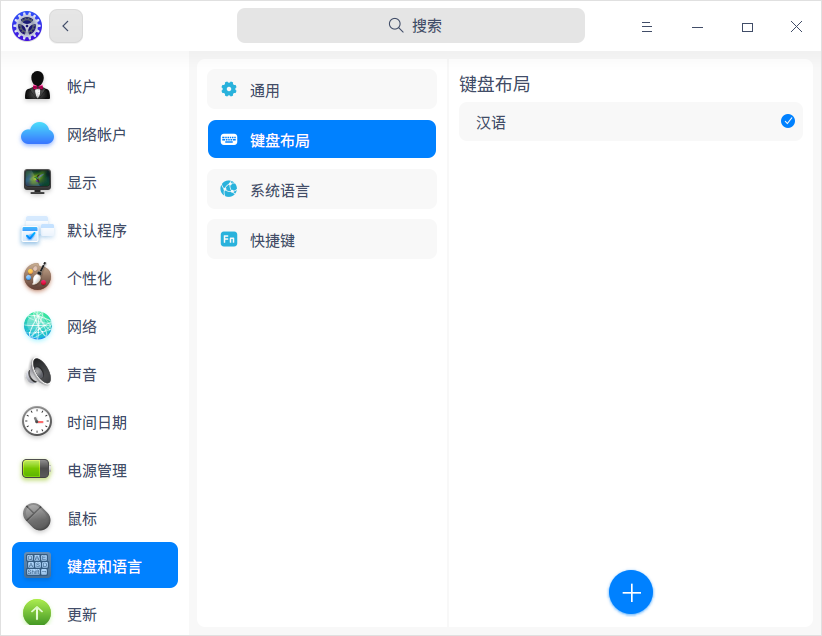 搜索
帐户
网络帐户
显示
默认程序
个性化
网络
声音
时间日期
电源管理
鼠标
键盘和语言
更新
通用
键盘布局
系统语言
Fn 快捷键
键盘布局
汉语